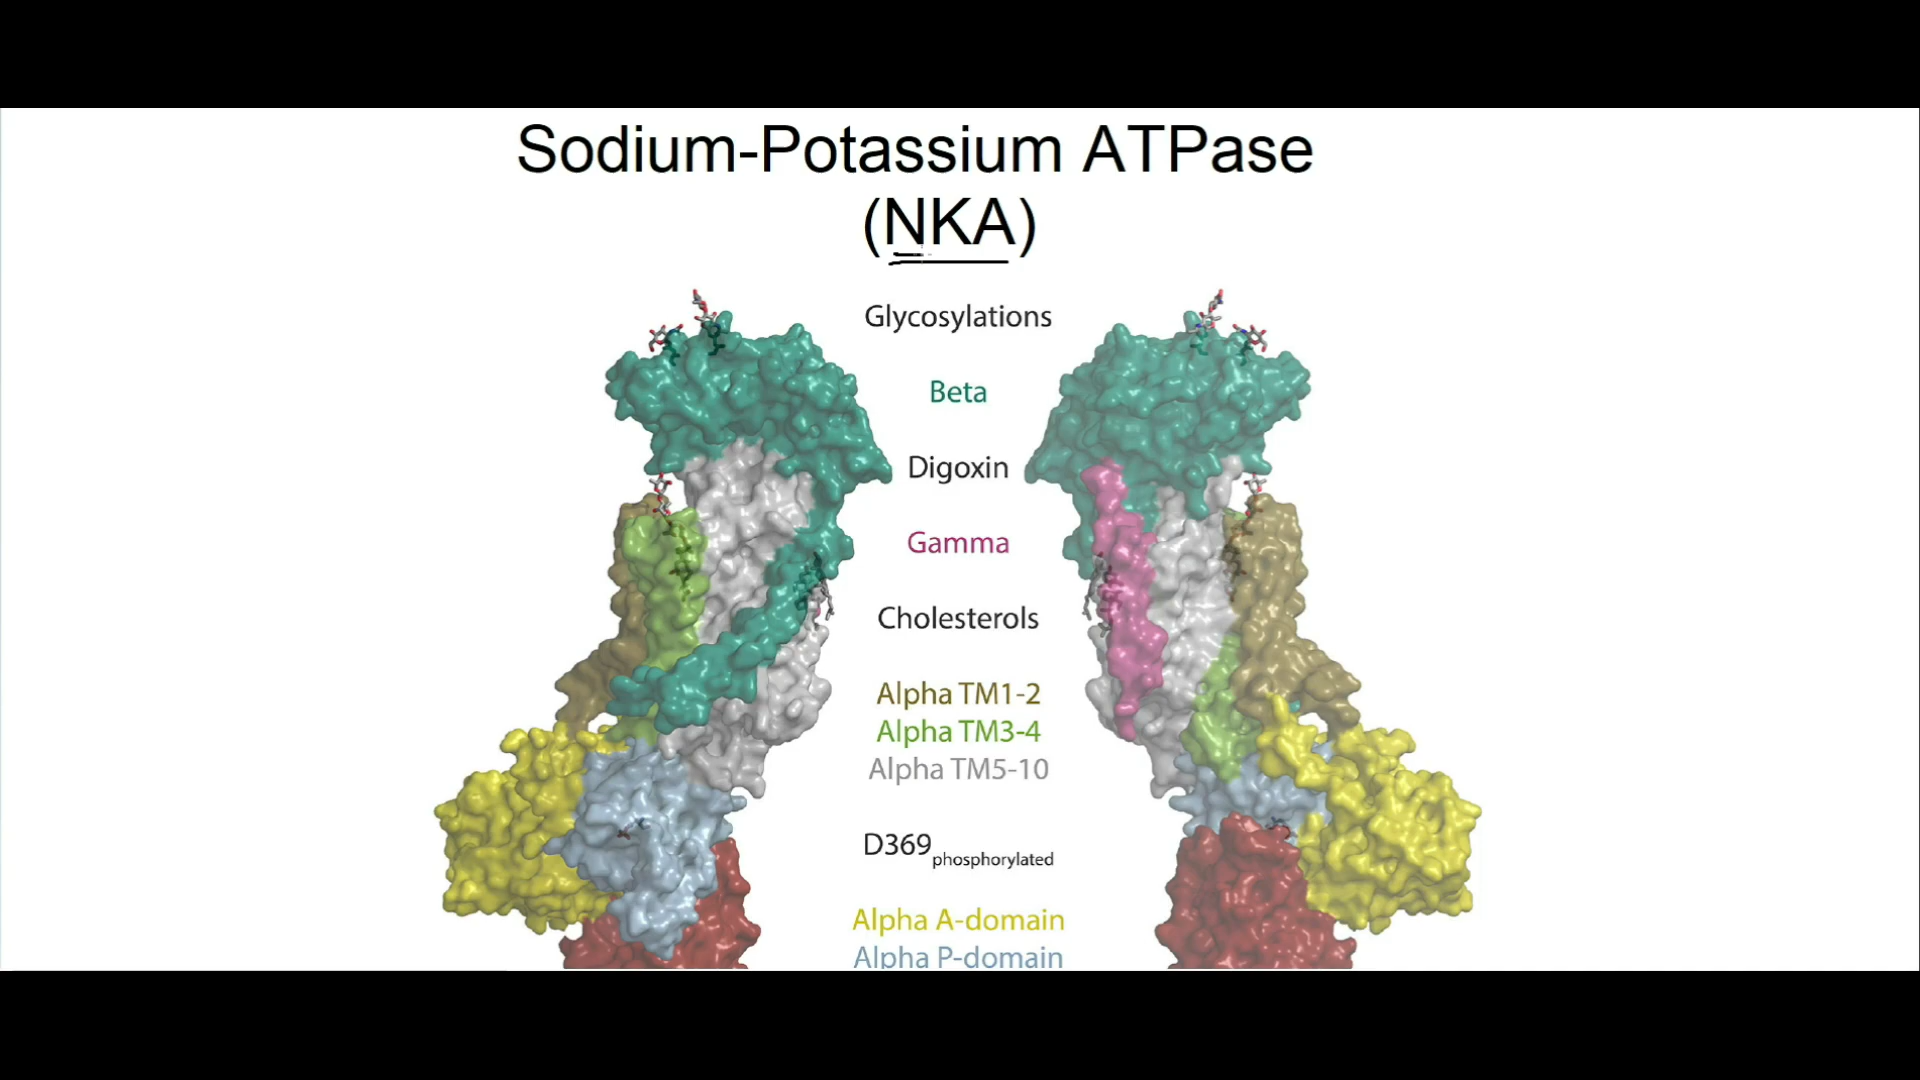 Sodium-Potassium ATPase
(NKA)
Glycosylations
Beta
Digoxin
Gamma
Cholesterols
Alpha TM1-2
Alpha TM3-4
Alpha TM5-10
D369phosphorylated
Alpha A-domain
Alpha P-domain